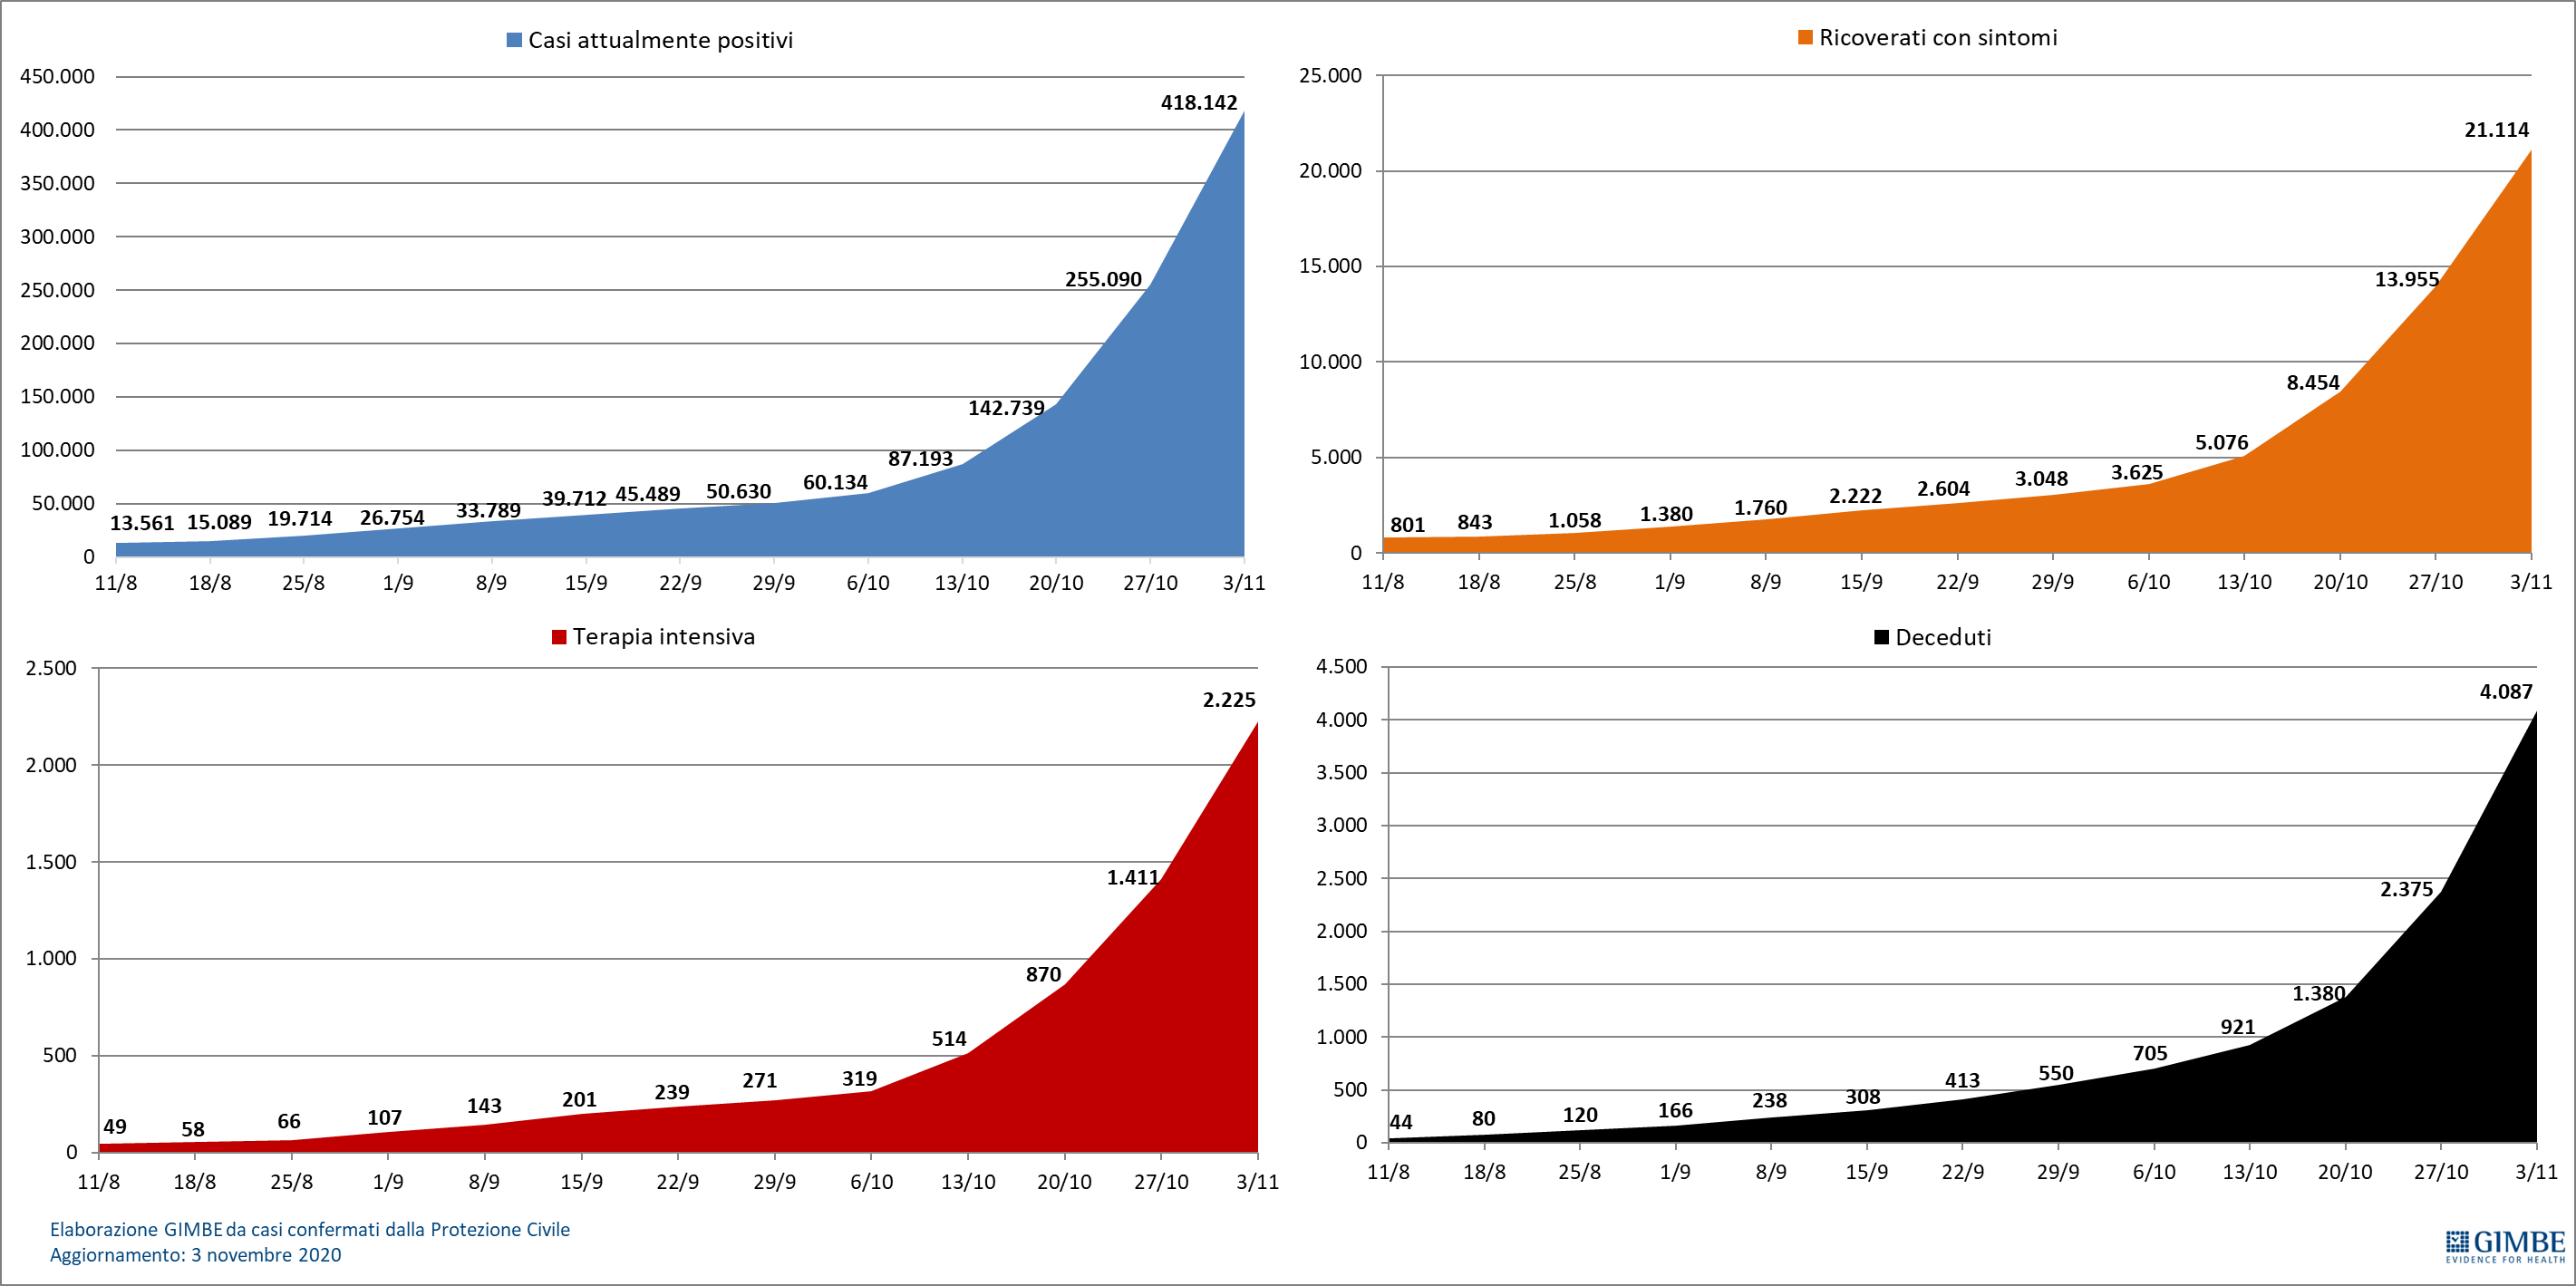 Casi attualmente positivi
450.000
400.000
350.000
300.000
250.000
200.000
150.000
100.000
50.000
0
13.561 15.089 19.714 26.754 33.789 39.712 45.489 50.630 60.134 87.193 142.739 255.090 418.142
11/8 18/8 25/8 1/9 8/9 15/9 22/9 29/9 6/10 13/10 20/10 27/10 3/11
Ricoverati con sintomi
25.000
20.000
15.000
10.000
5.000
0
801 843 1.058 1.380 1.760 2.222 2.604 3.048 3.625 5.076 8.454 13.955 21.114
11/8 18/8 25/8 1/9 8/9 15/9 22/9 29/9 6/10 13/10 20/10 27/10 3/11
Terapia intensiva
2.500
2.000
1.500
1.000
500
0
49 58 66 107 143 201 239 271 319 514 870 1.411 2.225
11/8 18/8 25/8 1/9 8/9 15/9 22/9 29/9 6/10 13/10 20/10 27/10 3/11
Deceduti
4.500
4.000
3.500
3.000
2.500
2.000
1.500
1.000
500
0
44 80 120 166 238 308 413 550 705 921 1.380 2.375 4.087
11/8 18/8 25/8 1/9 8/9 15/9 22/9 29/9 6/10 13/10 20/10 27/10 3/11
Elaborazione GIMBE da casi confermati dalla Protezione Civile
Aggiornamento: 3 novembre 2020
GIMBE
EVIDENCE FOR HEALTH